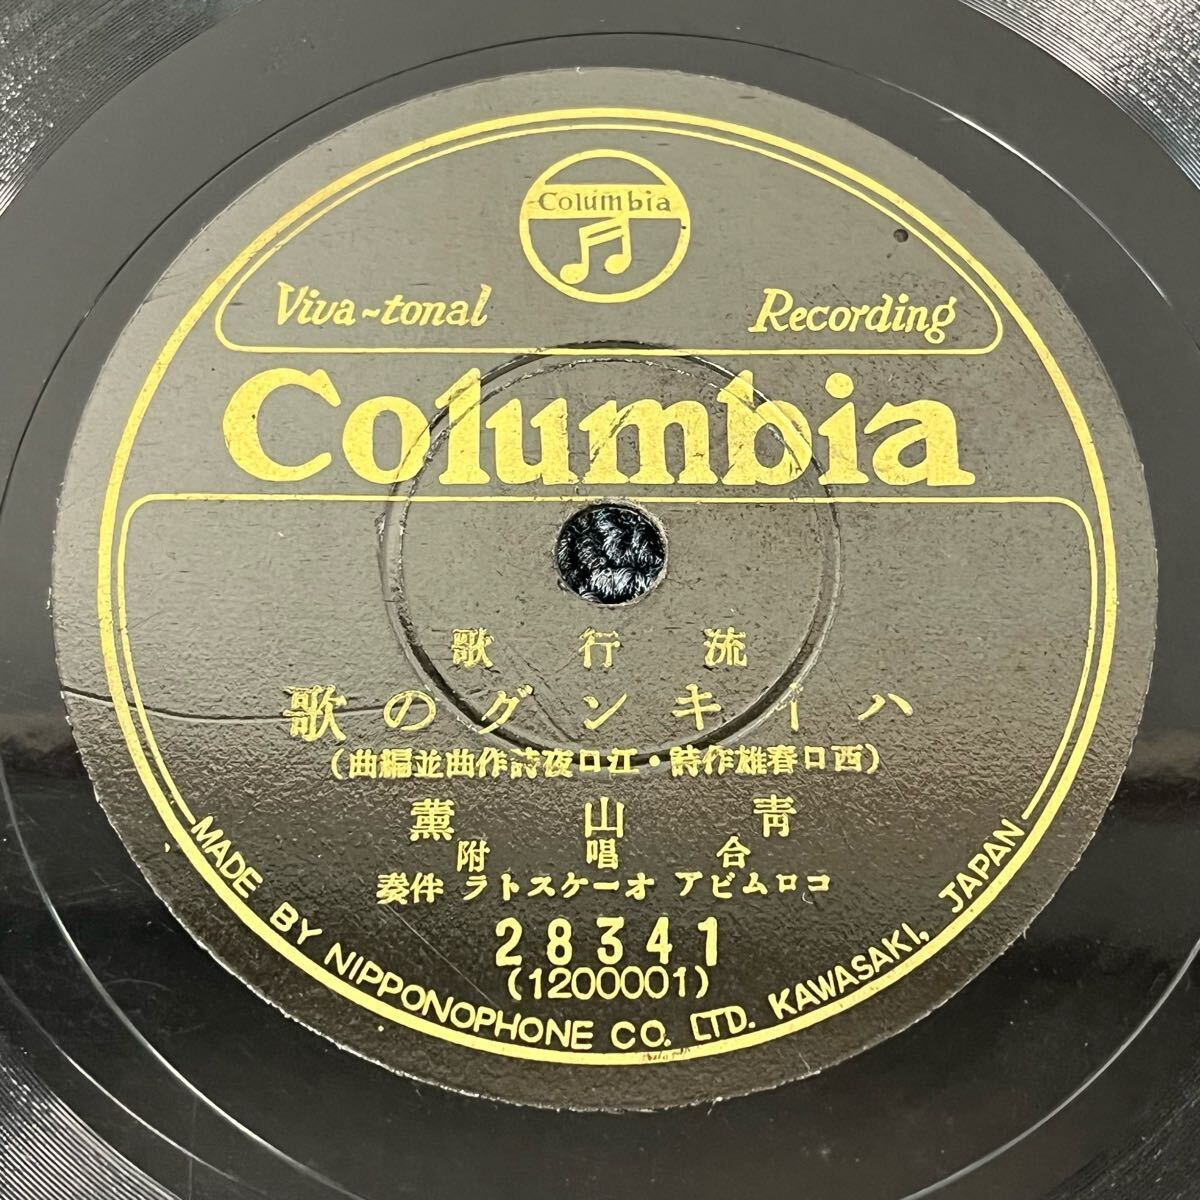 Columbia
Viva-tonal Recording
Columbia
流行歌
ハイキングの歌
(西口春雄作詩・江口夜詩作曲並編曲)
青山薫
合唱附
コロムビア オーケストラ 伴奏
28341
(1200001)
MADE BY NIPPONOPHONE CO. LTD. KAWASAKI, JAPAN